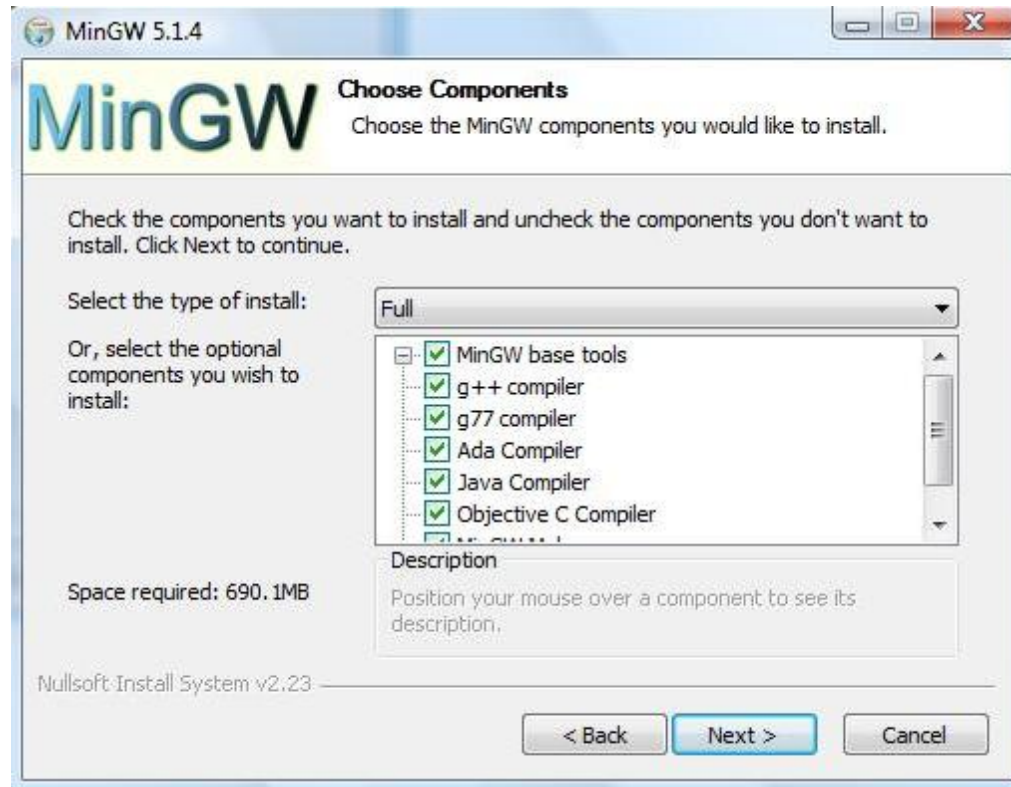 MinGW 5.1.4
MinGW
Choose Components
Choose the MinGW components you would like to install.
Check the components you want to install and uncheck the components you don't want to
install. Click Next to continue.
Select the type of install:
Full
Or, select the optional
components you wish to
install:
MinGW base tools
g++ compiler
g77 compiler
Ada Compiler
Java Compiler
Objective C Compiler
Space required: 690.1MB
Description
Position your mouse over a component to see its
description.
Nullsoft Install System v2.23
< Back
Next >
Cancel